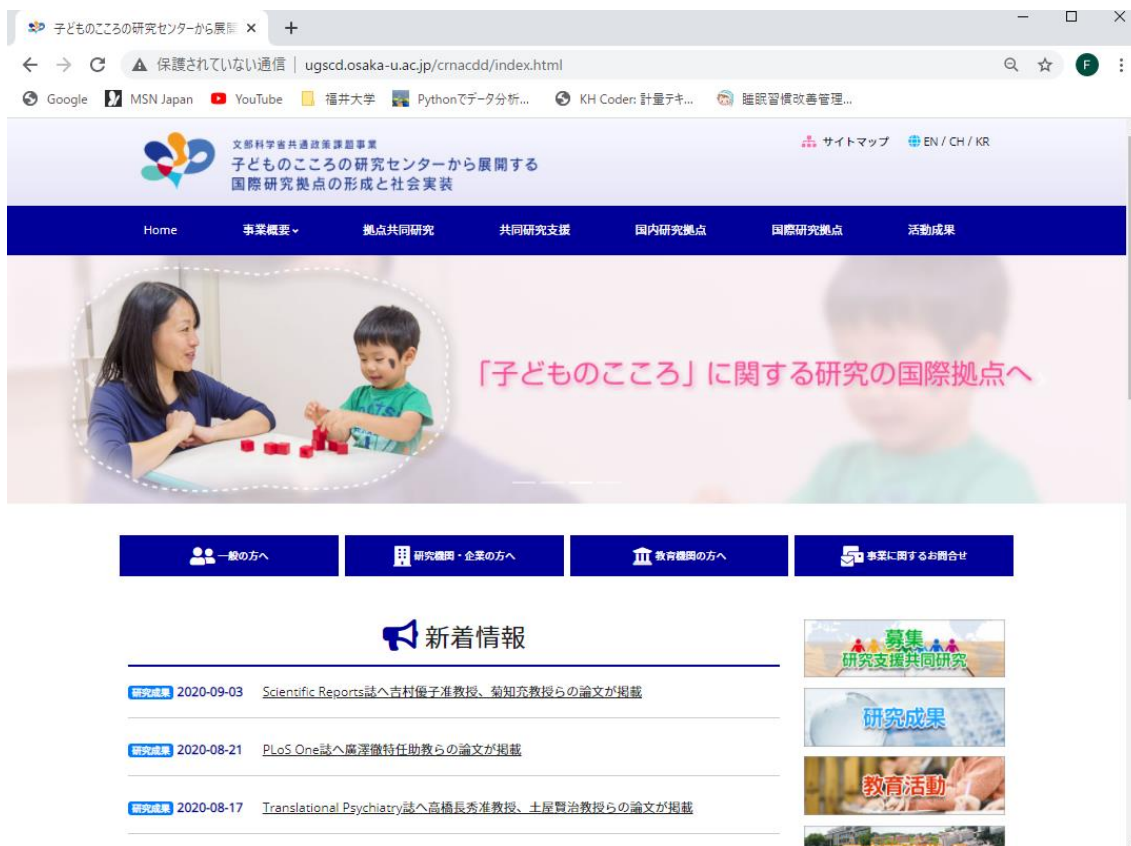 子どものこころの研究センターから展開
保護されていない通信 | ugscd.osaka-u.ac.jp/crnacdd/index.html
F
Google MSN Japan YouTube 福井大学 Pythonでデータ分析... KH Coder: 計量テキ... 睡眠習慣改善管理...
文部科学省共通政策課題事業
子どものこころの研究センターから展開する
国際研究拠点の形成と社会実装
サイトマップ EN / CH / KR
Home 事業概要 拠点共同研究 共同研究支援 国内研究拠点 国際研究拠点 活動成果
「子どものこころ」に関する研究の国際拠点へ
一般の方へ 研究機関・企業の方へ 教育機関の方へ 事業に関するお問合せ
新着情報
研究成果 2020-09-03 Scientific Reports誌へ吉村優子准教授、菊知充教授らの論文が掲載
研究成果 2020-08-21 PLoS One誌へ廣澤徹特任助教らの論文が掲載
研究成果 2020-08-17 Translational Psychiatry誌へ高橋長秀准教授、土屋賢治教授らの論文が掲載
募集
研究支援共同研究
研究成果
教育活動